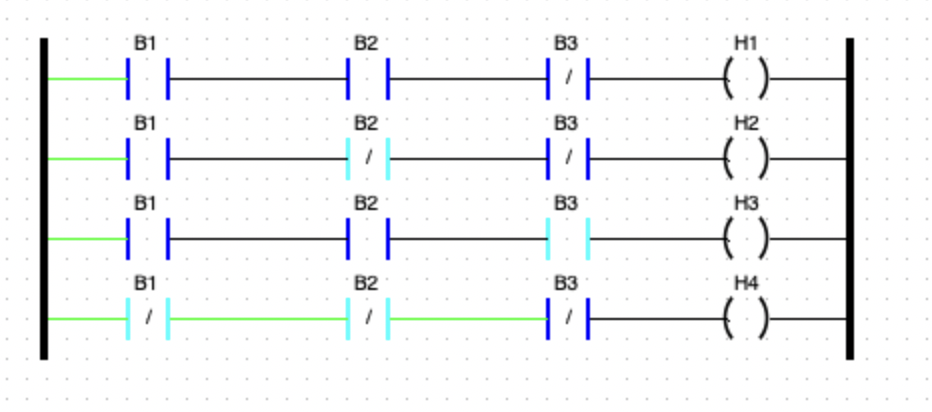 B1 B2 B3 H1
/
B1 B2 B3 H2
/ /
B1 B2 B3 H3
B1 B2 B3 H4
/ / /